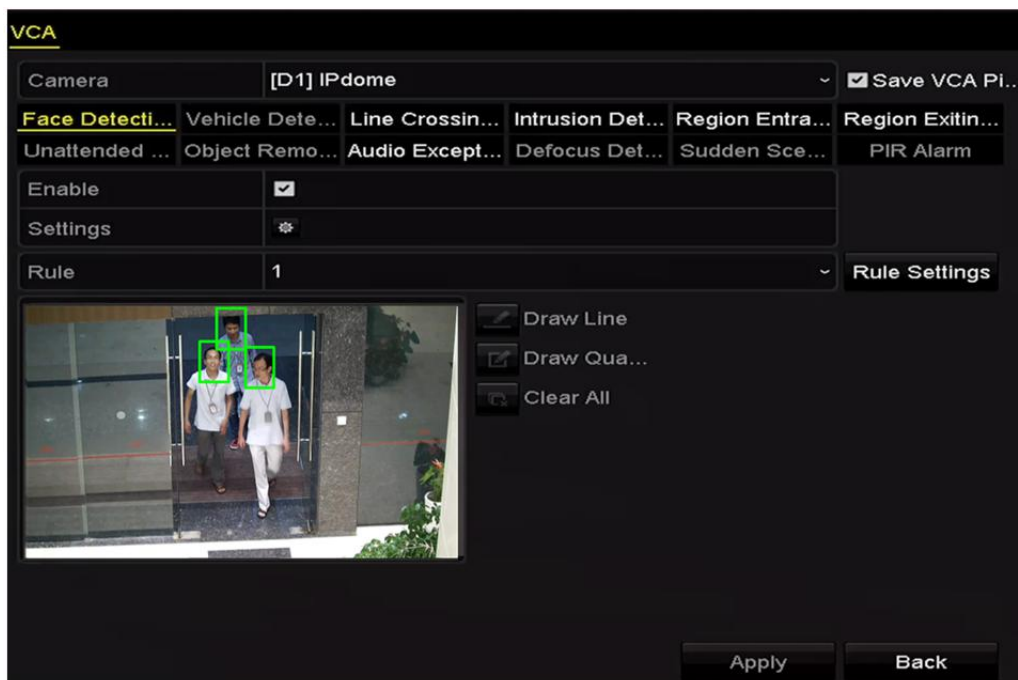 VCA
Camera [D1] IPdome Save VCA Pi...
Face Detecti... Vehicle Dete... Line Crossin... Intrusion Det... Region Entra... Region Exitin...
Unattended ... Object Remo... Audio Except... Defocus Det... Sudden Sce... PIR Alarm
Enable
Settings
Rule 1 Rule Settings
Draw Line
Draw Qua...
Clear All
Apply Back